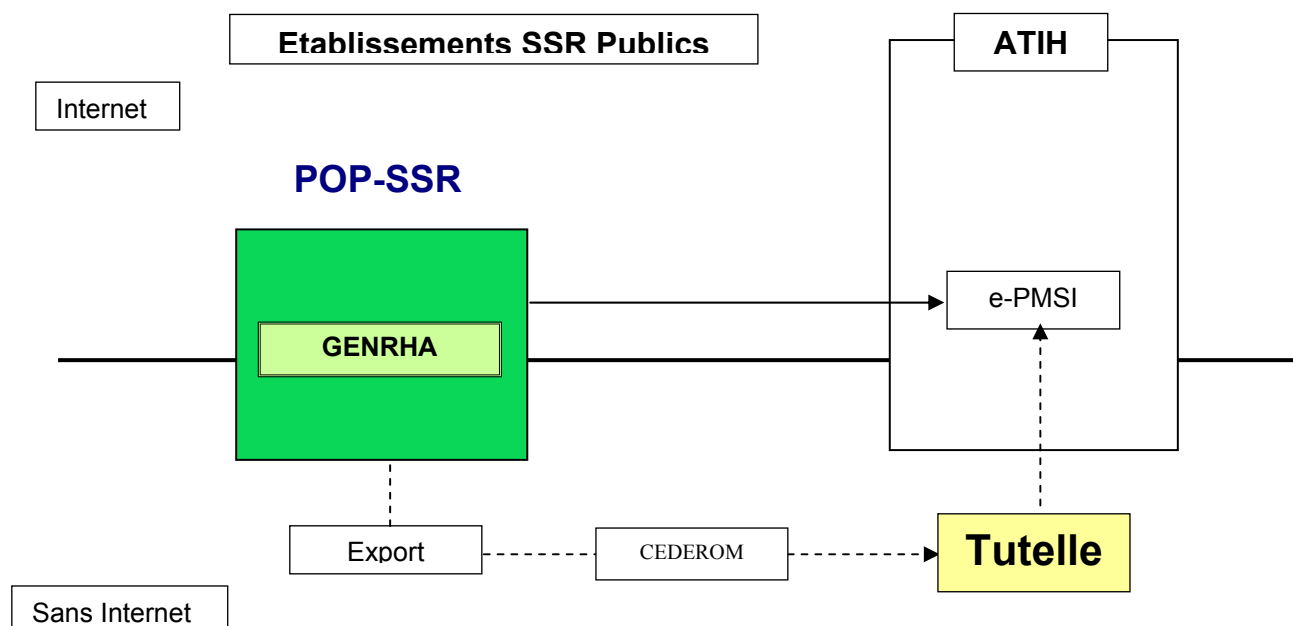 Etablissements SSR Publics
ATIH
Internet
POP-SSR
e-PMSI
GENRHA
Export
CEDEROM
Tutelle
Sans Internet